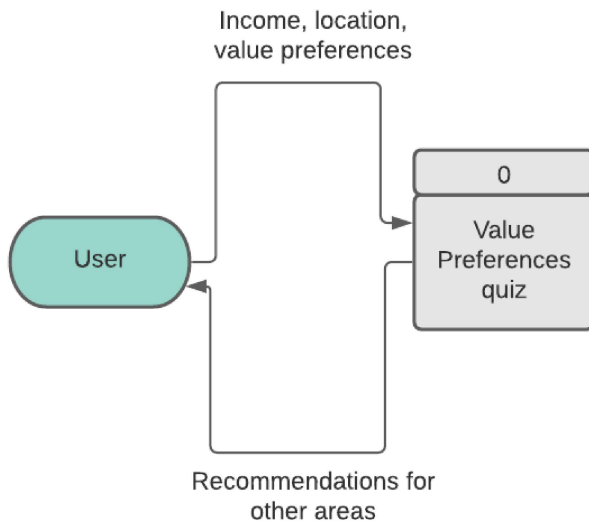 Income, location,
value preferences
0
User
Value
Preferences
quiz
Recommendations for
other areas